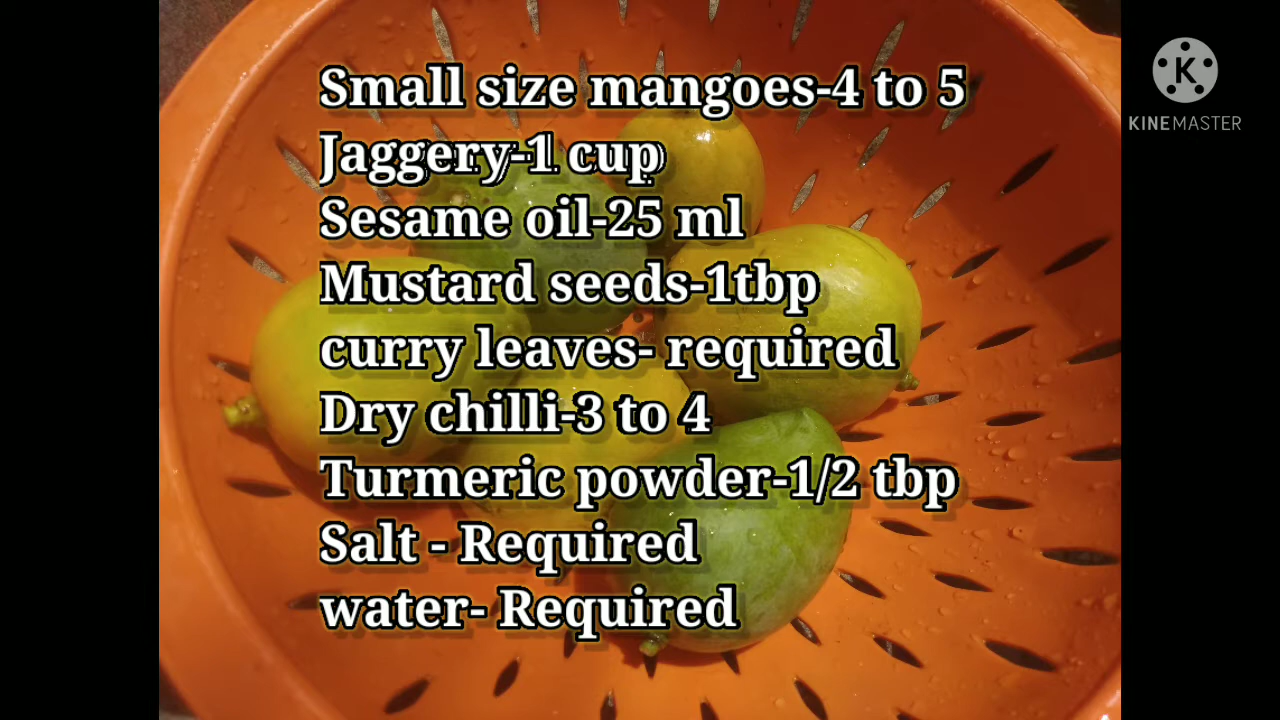 Small size mangoes-4 to 5
Jaggery-1 cup
Sesame oil-25 ml
Mustard seeds-1tbp
curry leaves- required
Dry chilli-3 to 4
Turmeric powder-1/2 tbp
Salt - Required
water- Required
K
KINEMASTER